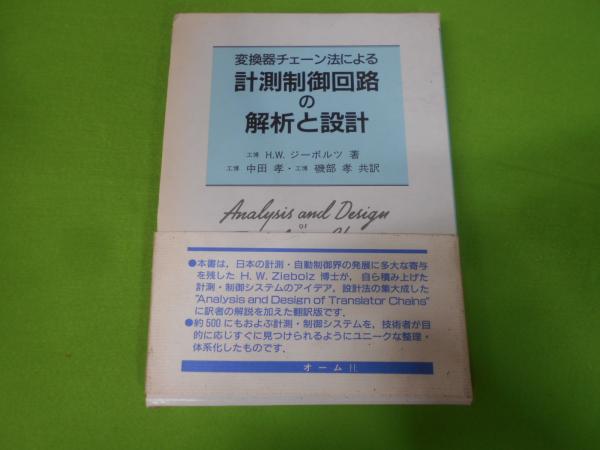 変換器チェーン法による
計測制御回路
の
解析と設計
工博 H.W. ジーボルツ 著
工博 中田 孝・工博 磯部 孝 共訳
Analysis and Design
or
●本書は，日本の計測・自動制御界の発展に多大な寄与
を残した H. W. Ziebolz 博士が，自ら積み上げた
計測・制御システムのアイデア，設計法の集大成した
"Analysis and Design of Translator Chains"
に訳者の解説を加えた翻訳版です．
●約500にもおよぶ計測・制御システムを，技術者が目
的に応じすぐに見つけられるようにユニークな整理・
体系化したものです．
オーム社